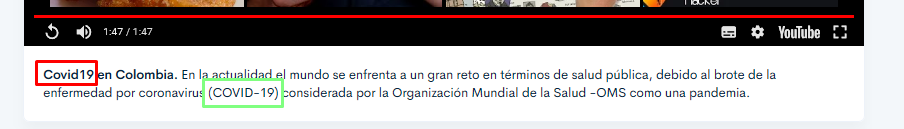 Hacker
1:47 / 1:47
YouTube
Covid19 en Colombia. En la actualidad el mundo se enfrenta a un gran reto en términos de salud pública, debido al brote de la
enfermedad por coronavirus (COVID-19) considerada por la Organización Mundial de la Salud -OMS como una pandemia.